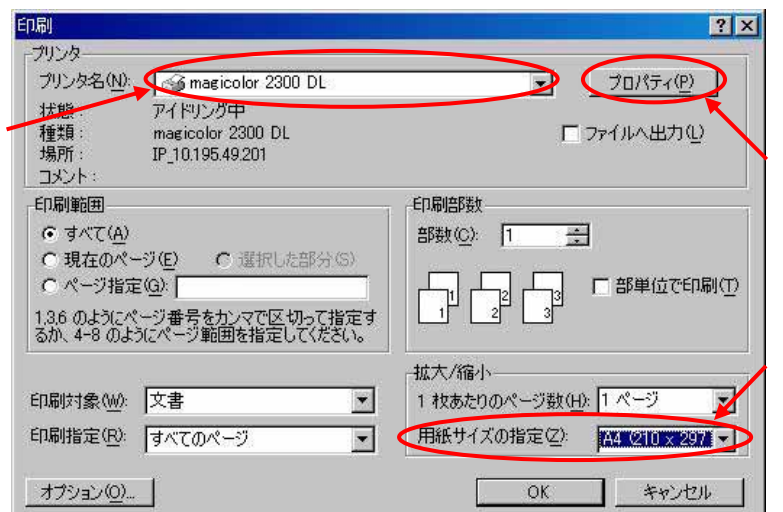 印刷
プリンタ
プリンタ名(N): magicolor 2300 DL プロパティ(P)
状態: アイドリング中
種類: magicolor 2300 DL ファイルへ出力(L)
場所: IP_10.195.49.201
コメント:
印刷範囲
すべて(A)
現在のページ(E) 選択した部分(S)
ページ指定(G):
1,3,6 のようにページ番号をカンマで区切って指定す
るか、4-8 のようにページ範囲を指定してください。
印刷部数
部数(C): 1
1 1 2 2 3 3
部単位で印刷(T)
印刷対象(W): 文書
印刷指定(R): すべてのページ
拡大/縮小
1 枚あたりのページ数(H): 1 ページ
用紙サイズの指定(Z): A4 (210 x 297
オプション(O)... OK キャンセル